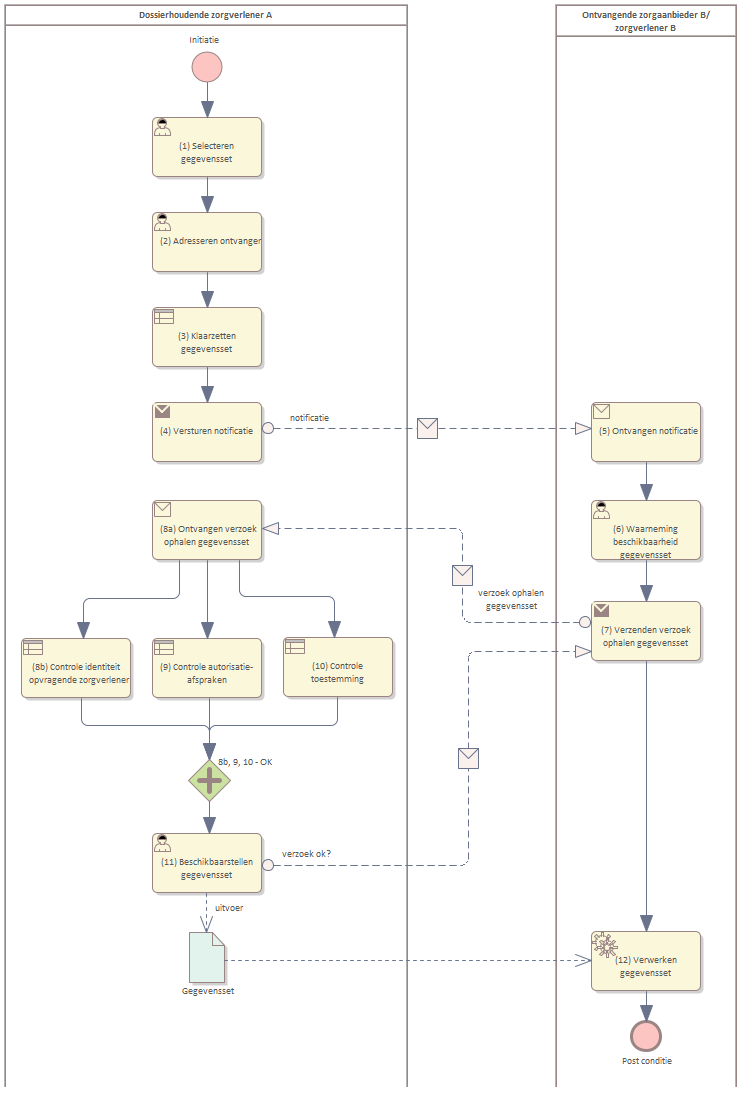 Dossierhoudende zorgverlener A
Ontvangende zorgaanbieder B/
zorgverlener B
Initiatie
(1) Selecteren
gegevensset
(2) Adresseren ontvanger
(3) Klaarzetten
gegevensset
(4) Versturen notificatie
notificatie
(5) Ontvangen notificatie
(8a) Ontvangen verzoek
ophalen gegevensset
(6) Waarneming
beschikbaarheid
gegevensset
verzoek ophalen
gegevensset
(7) Verzenden verzoek
ophalen gegevensset
(8b) Controle identiteit
opvragende zorgverlener
(9) Controle autorisatie-
afspraken
(10) Controle
toestemming
8b, 9, 10 - OK
(11) Beschikbaarstellen
gegevensset
verzoek ok?
uitvoer
Gegevensset
(12) Verwerken
gegevensset
Post conditie